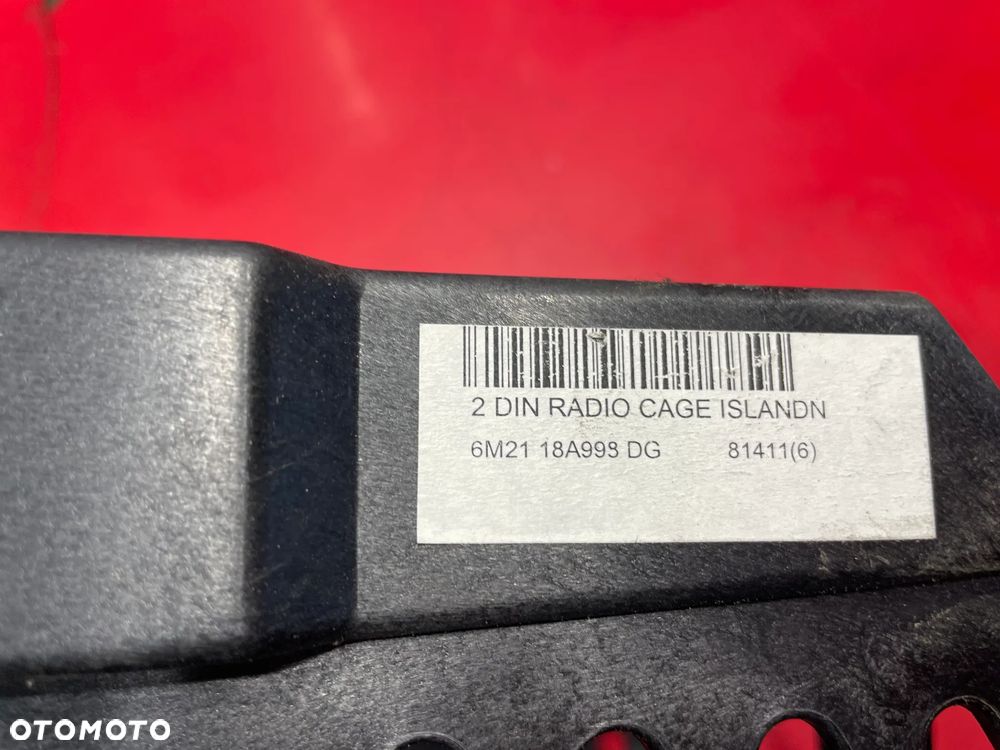 2 DIN RADIO CAGE ISLANDN
6M21 18A998 DG 81411(6)
OTOMOTO